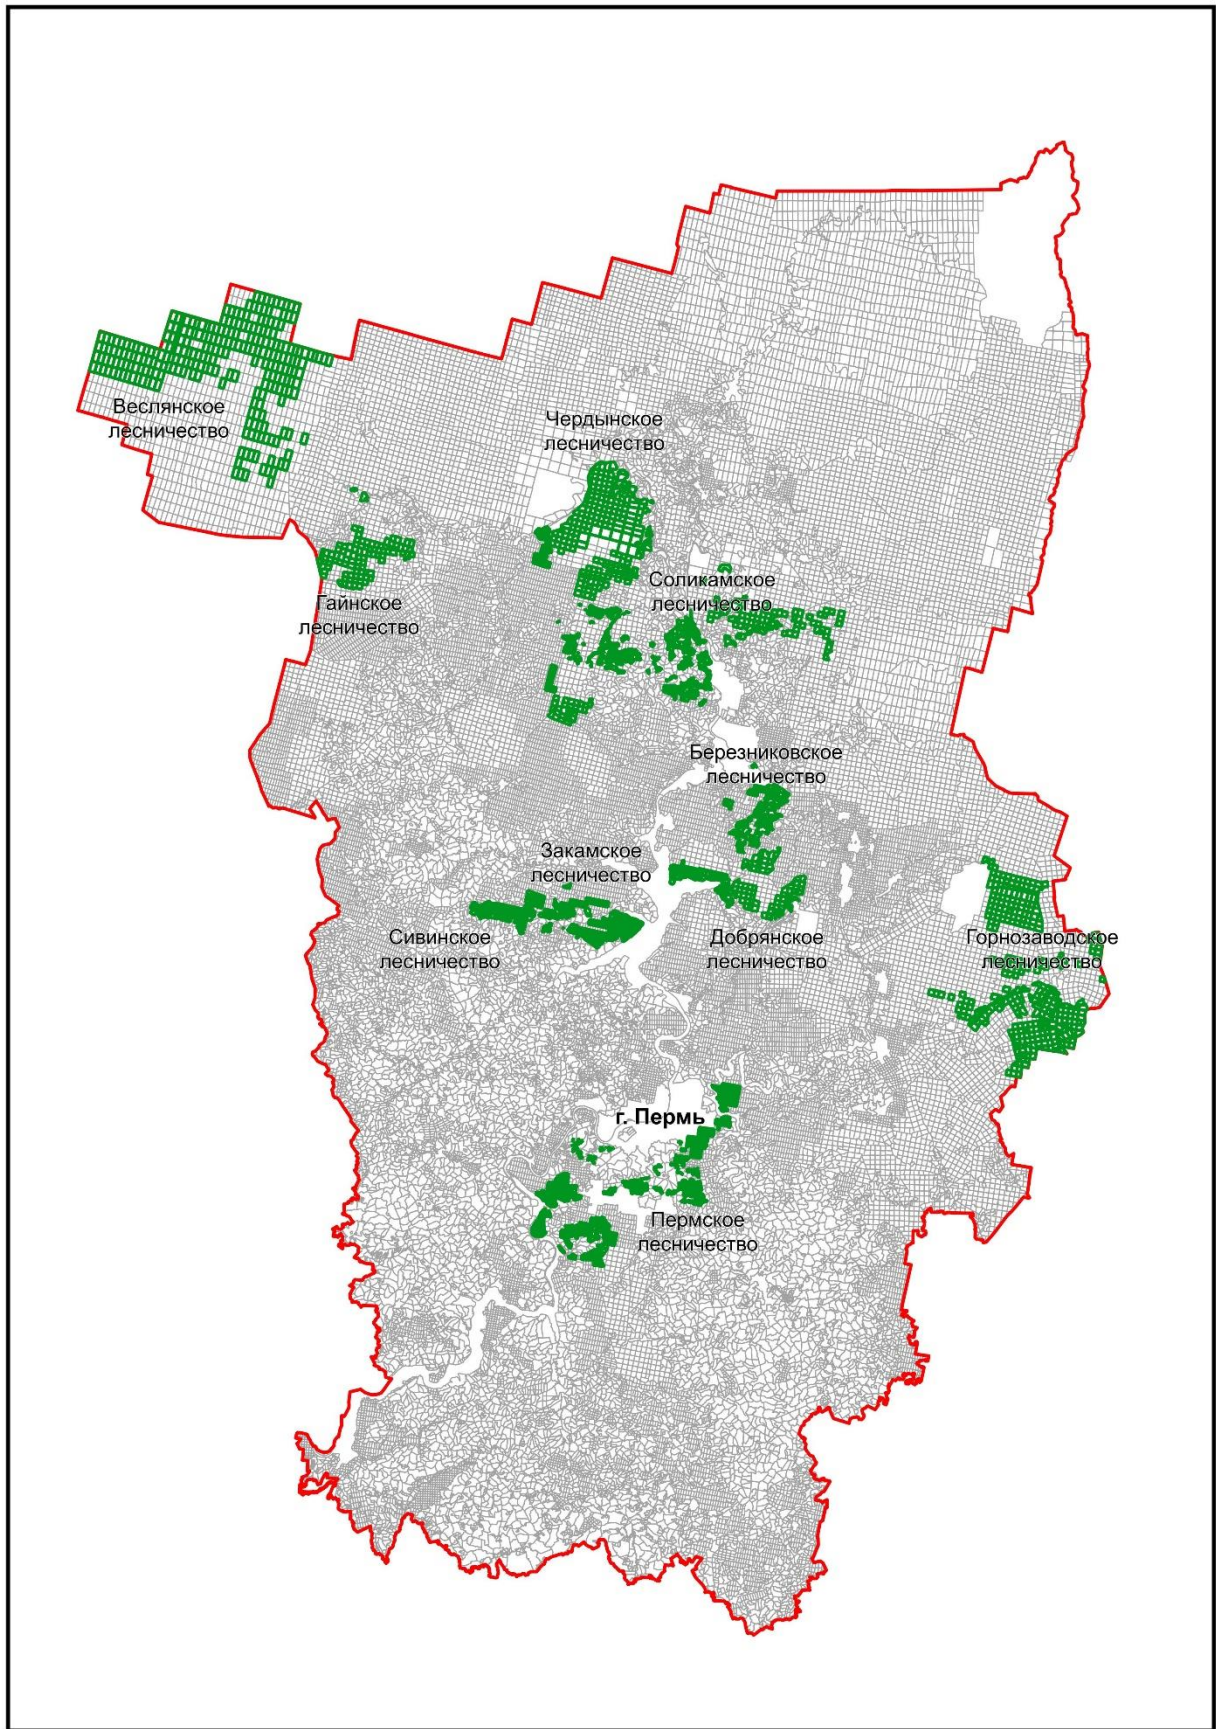 Веслянское
лесничество
Чердынское
лесничество
Гайнское
лесничество
Соликамское
лесничество
Березниковское
лесничество
Закамское
лесничество
Сивинское
лесничество
Добрянское
лесничество
Горнозаводское
лесничество
г. Пермь
Пермское
лесничество